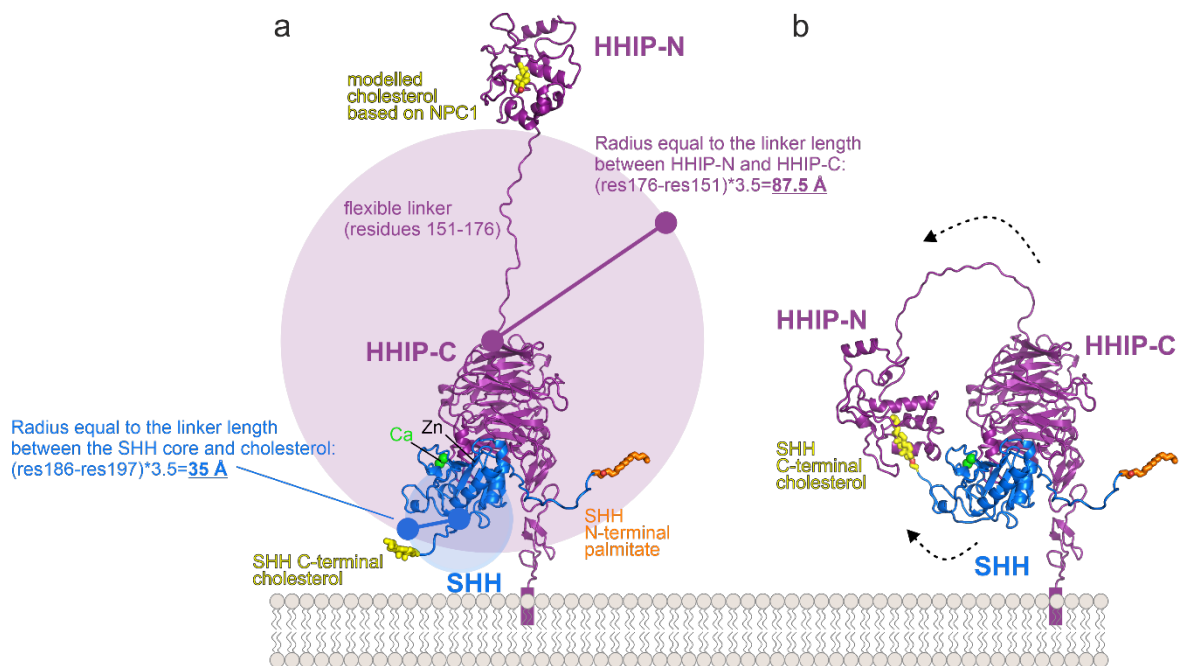 a
HHIP-N
modelled
cholesterol
based on NPC1
Radius equal to the linker length
between HHIP-N and HHIP-C:
(res176-res151)*3.5=87.5 Å
flexible linker
(residues 151-176)
HHIP-C
Radius equal to the linker length
between the SHH core and cholesterol:
(res186-res197)*3.5=35 Å
Ca
Zn
SHH
N-terminal
palmitate
SHH C-terminal
cholesterol
SHH
b
HHIP-N
HHIP-C
SHH
C-terminal
cholesterol
SHH